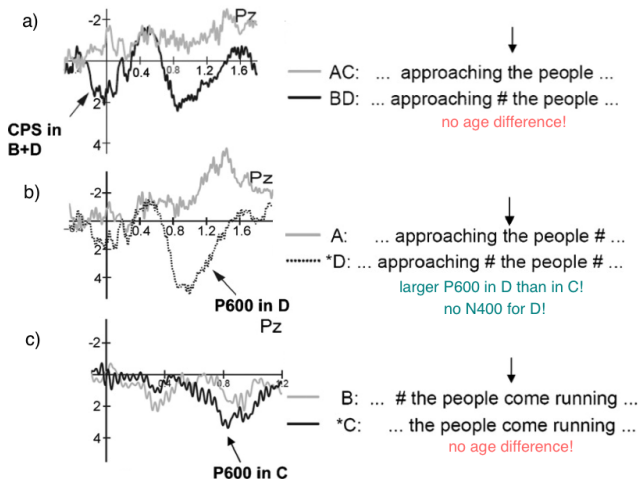 a)
Pz
-2
0.4 0.8 1.2 1.6
2
4
CPS in
B+D
AC: ... approaching the people ...
BD: ... approaching # the people ...
no age difference!
b)
Pz
-2
0.4 0.8 1.2 1.6
2
4
P600 in D
A: ... approaching the people # ...
*D: ... approaching # the people # ...
larger P600 in D than in C!
no N400 for D!
c)
Pz
-2
0.8 1.2
2
4
P600 in C
B: ... # the people come running ...
*C: ... the people come running ...
no age difference!